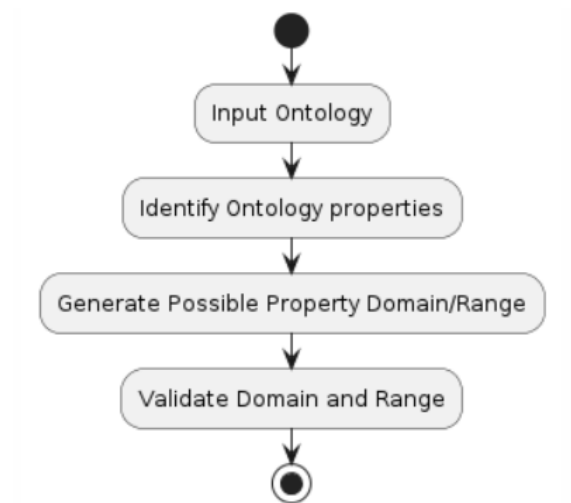 Input Ontology
Identify Ontology properties
Generate Possible Property Domain/Range
Validate Domain and Range